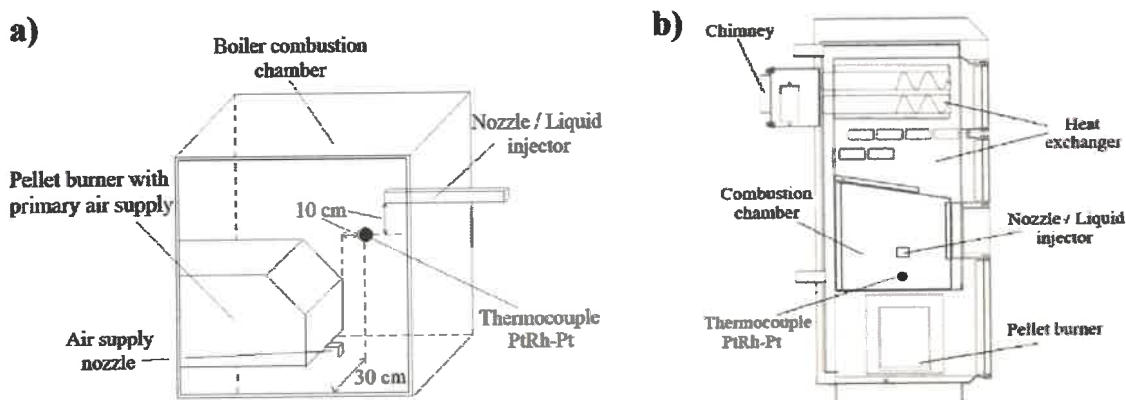 a)
Boiler combustion
chamber
Nozzle / Liquid
injector
Pellet burner with
primary air supply
10 cm
Thermocouple
PtRh-Pt
Air supply
nozzle
30 cm
b)
Chimney
Heat
exchanger
Combustion
chamber
Nozzle / Liquid
injector
Thermocouple
PtRh-Pt
Pellet burner